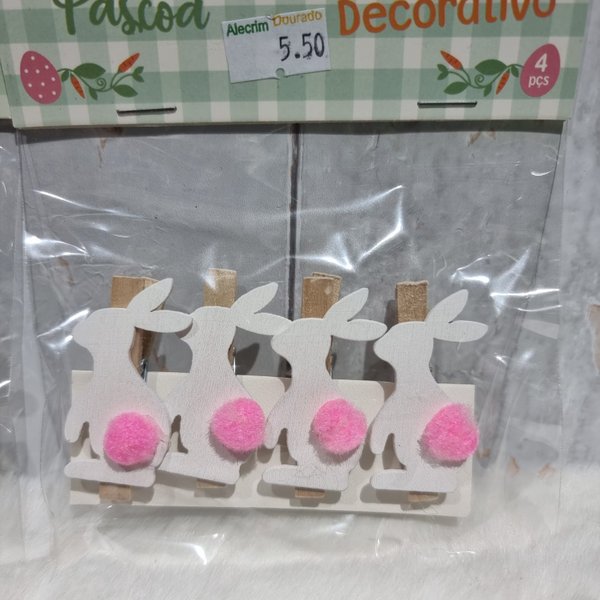 Páscoa
Decorativo
Alecrim Dourado
5.50
4
pçs